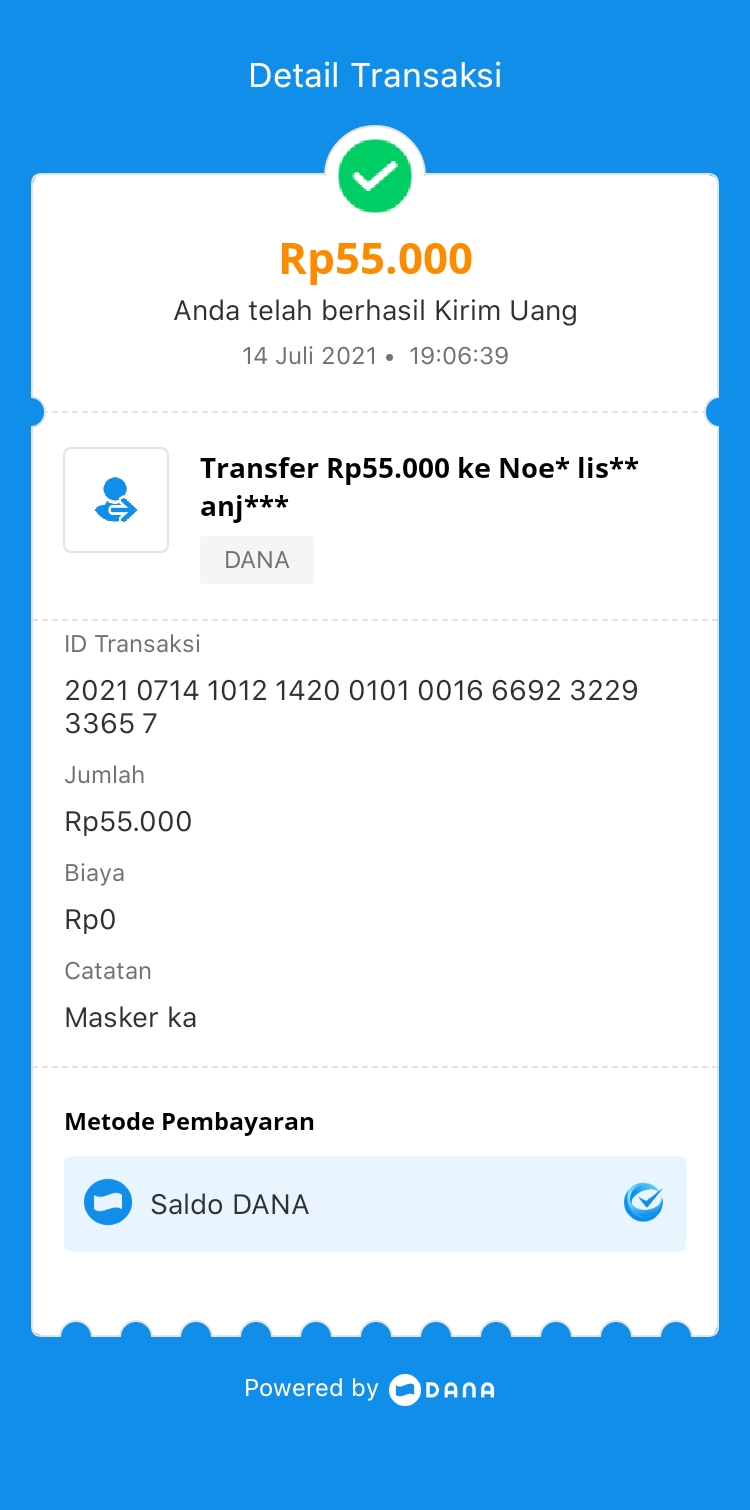 Detail Transaksi
Rp55.000
Anda telah berhasil Kirim Uang
14 Juli 2021 • 19:06:39
Transfer Rp55.000 ke Noe* lis**
anj***
DANA
ID Transaksi
2021 0714 1012 1420 0101 0016 6692 3229
3365 7
Jumlah
Rp55.000
Biaya
Rp0
Catatan
Masker ka
Metode Pembayaran
Saldo DANA
Powered by DANA